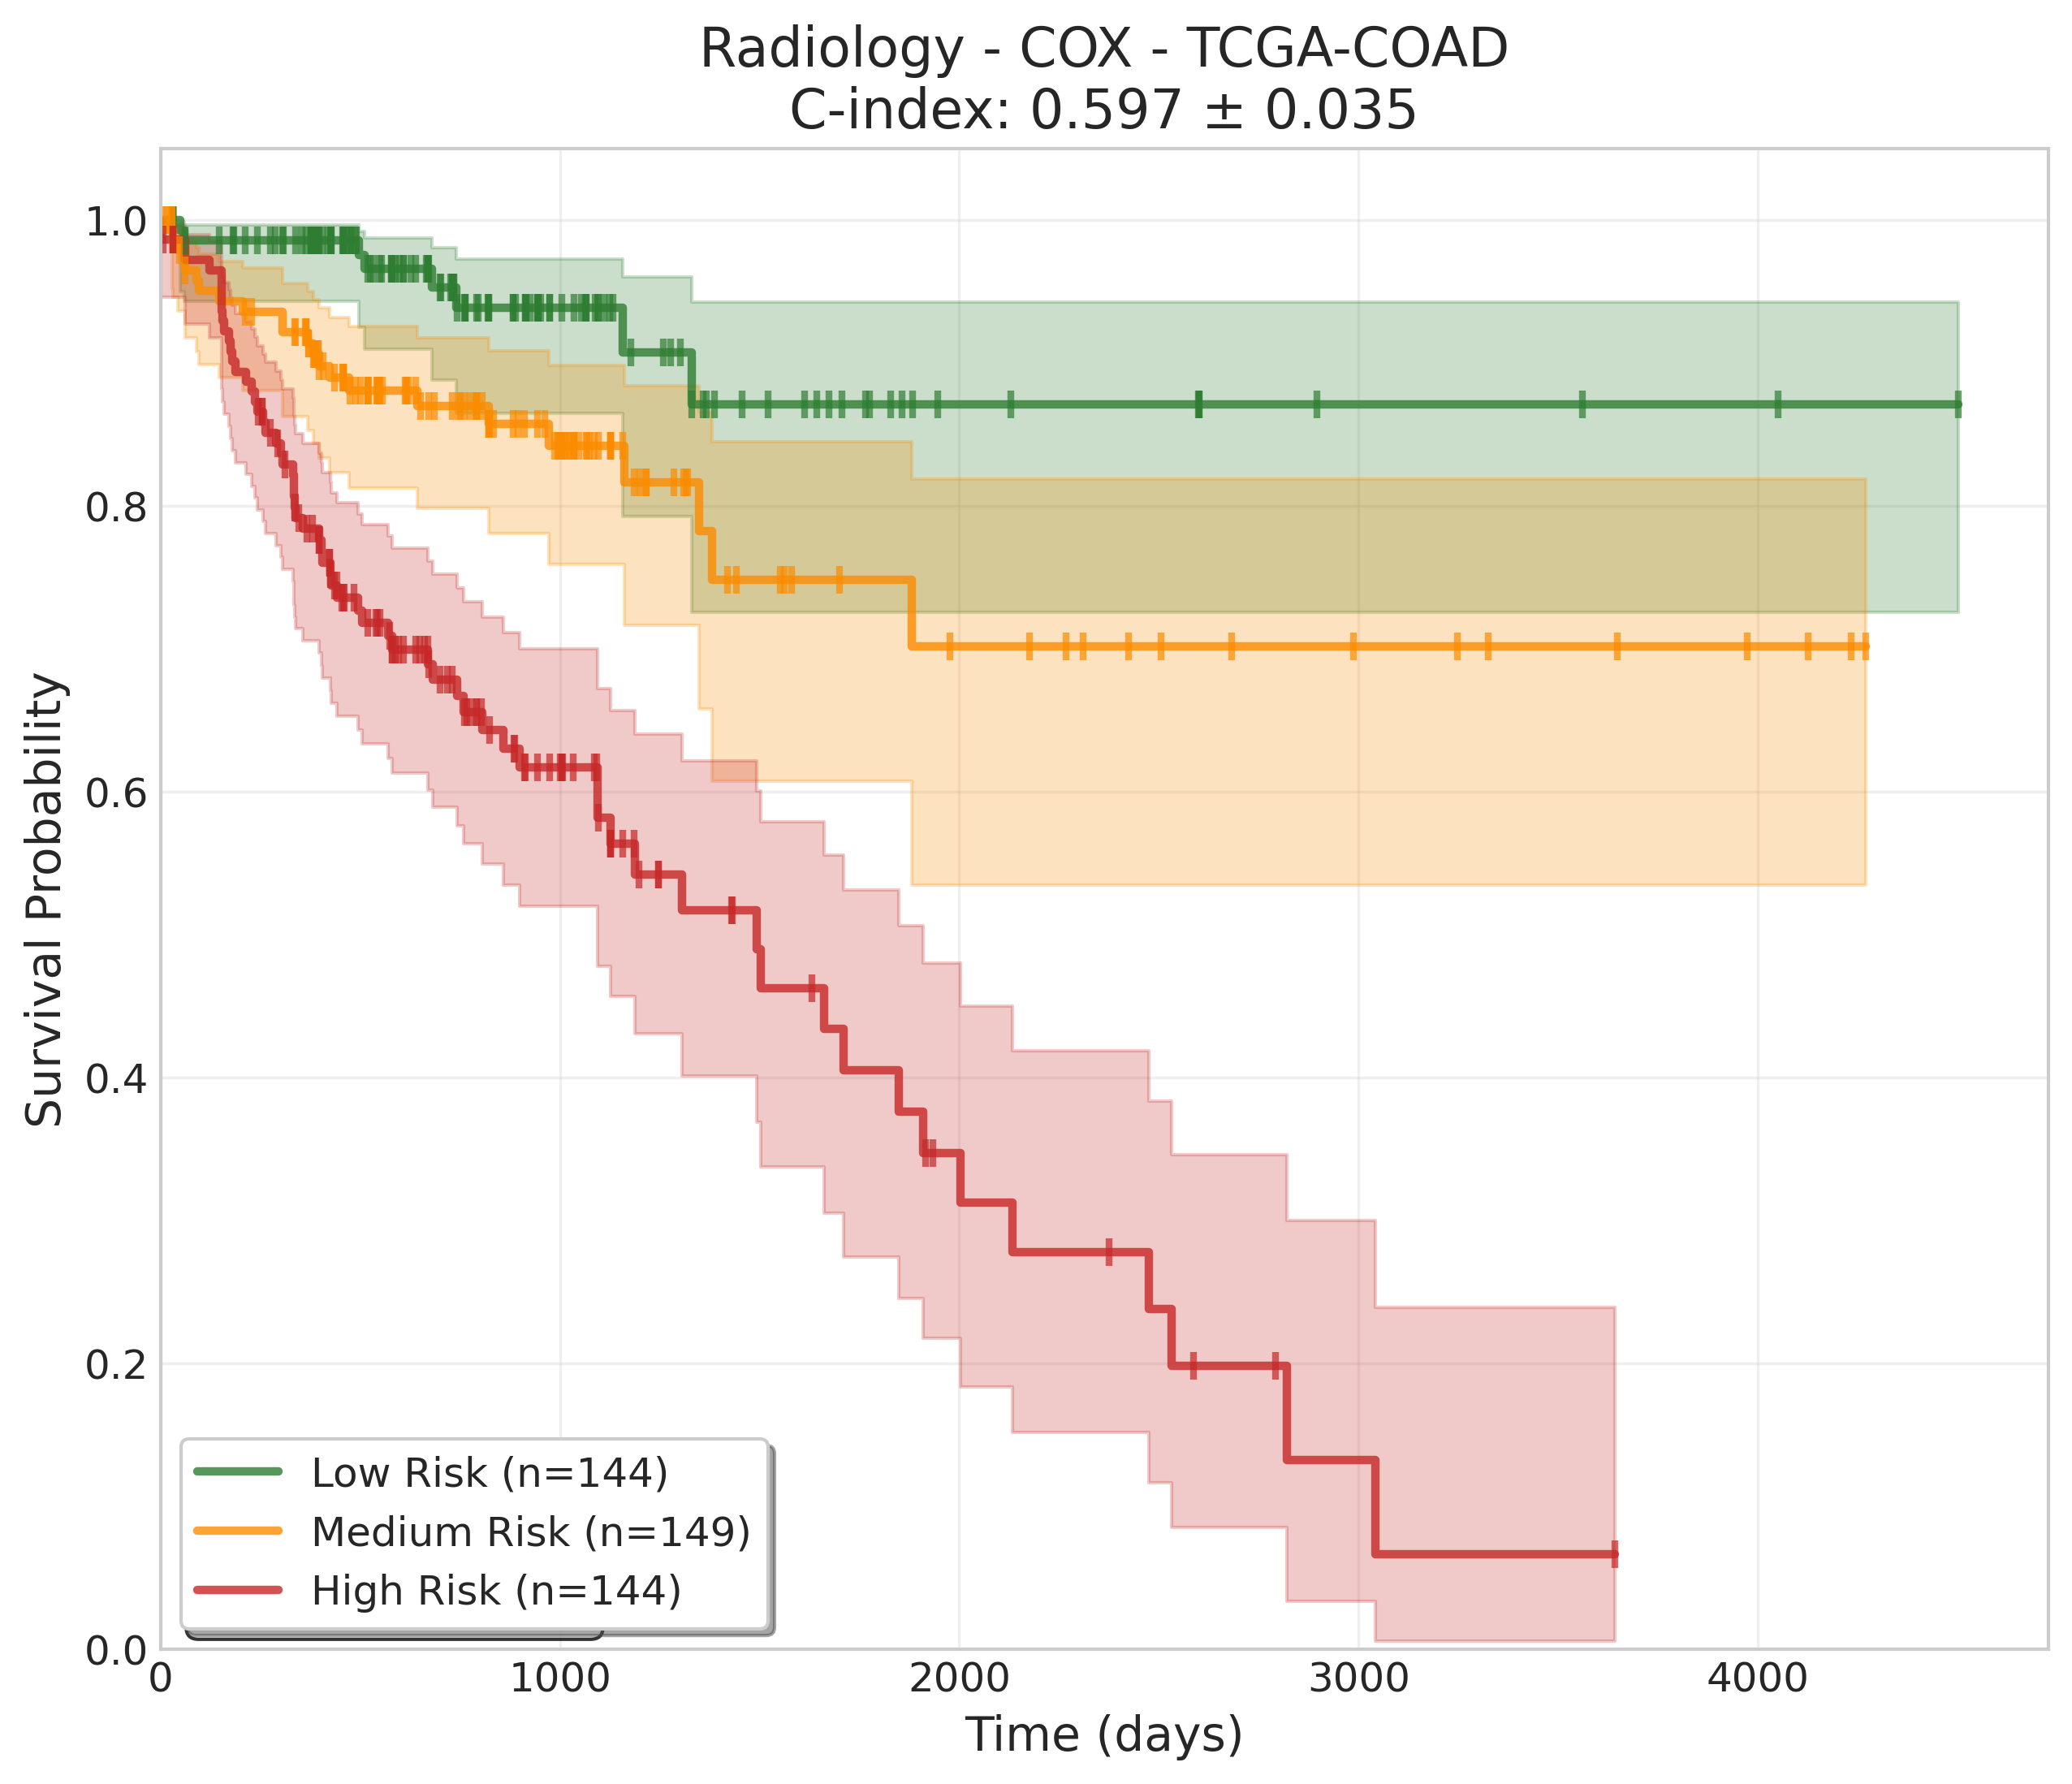 Radiology - COX - TCGA-COAD
C-index: 0.597 ± 0.035
Survival Probability
1.0
0.8
0.6
0.4
0.2
0.0
Low Risk (n=144)
Medium Risk (n=149)
High Risk (n=144)
0 1000 2000 3000 4000
Time (days)